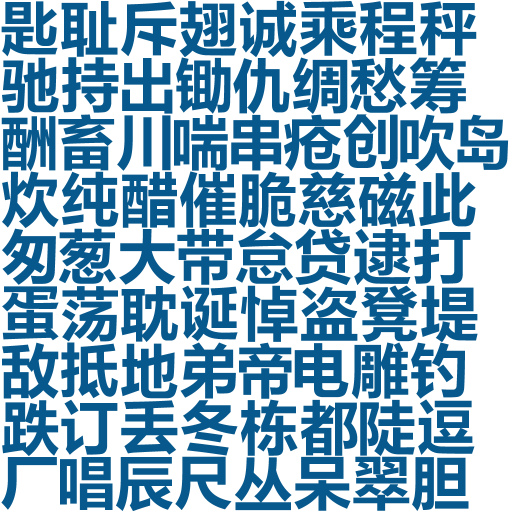 匙耻斥翅诚乘程秤
驰持出锄仇绸愁筹
酬畜川喘串疮创吹岛
炊纯醋催脆慈磁此
匆葱大带怠贷逮打
蛋荡耽诞悼盗凳堤
敌抵地弟帝电雕钓
跌订丢冬栋都陡逗
厂唱辰尺丛呆翠胆